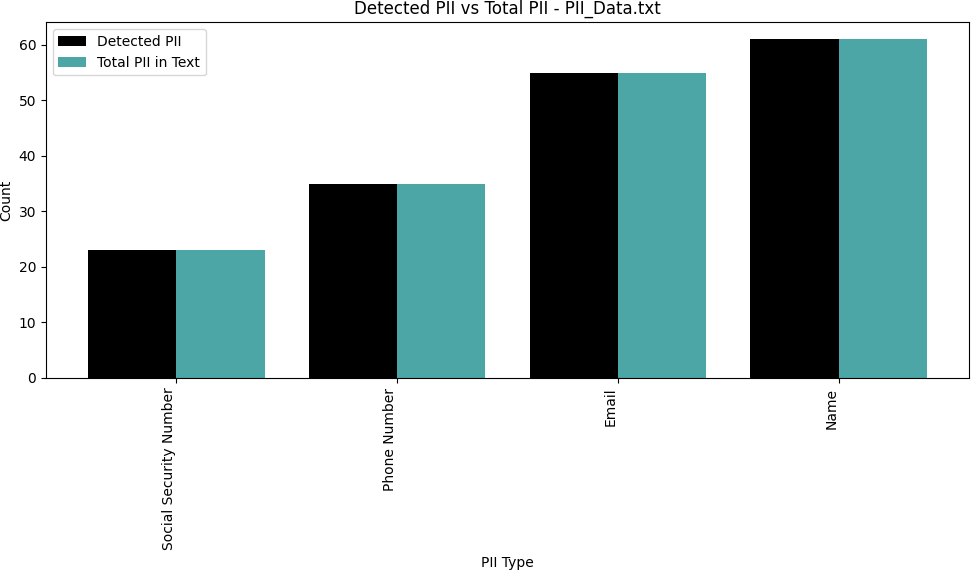 Detected PII vs Total PII - PII_Data.txt
Detected PII
Total PII in Text
60
50
40
30
20
10
0
Count
Social Security Number
Phone Number
Email
Name
PII Type